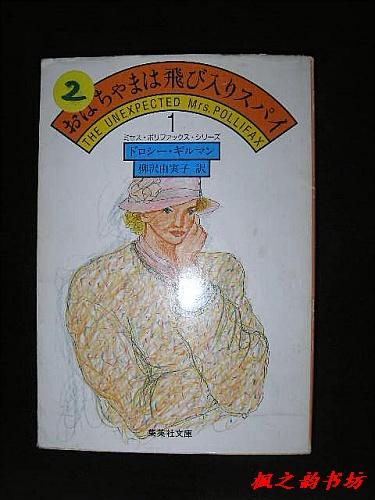 2
おばちゃまは飛び入りスパイ
THE UNEXPECTED Mrs. POLLIFAX
1
ミセス・ポリファックス・シリーズ
ドロシー・ギルマン
柳沢由実子 訳
集英社文庫
枫之韵书坊